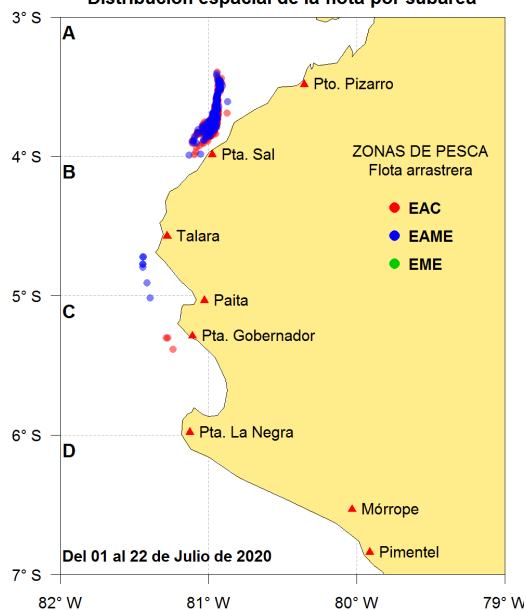 Distribución espacial de la flota por subárea
3° S
A
Pto. Pizarro
ZONAS DE PESCA
Flota arrastrera
EAC
EAME
EME
4° S
Pta. Sal
B
Talara
5° S
Paita
C
Pta. Gobernador
6° S
Pta. La Negra
D
Mórrope
Pimentel
Del 01 al 22 de Julio de 2020
7° S
82° W 81° W 80° W 79° W